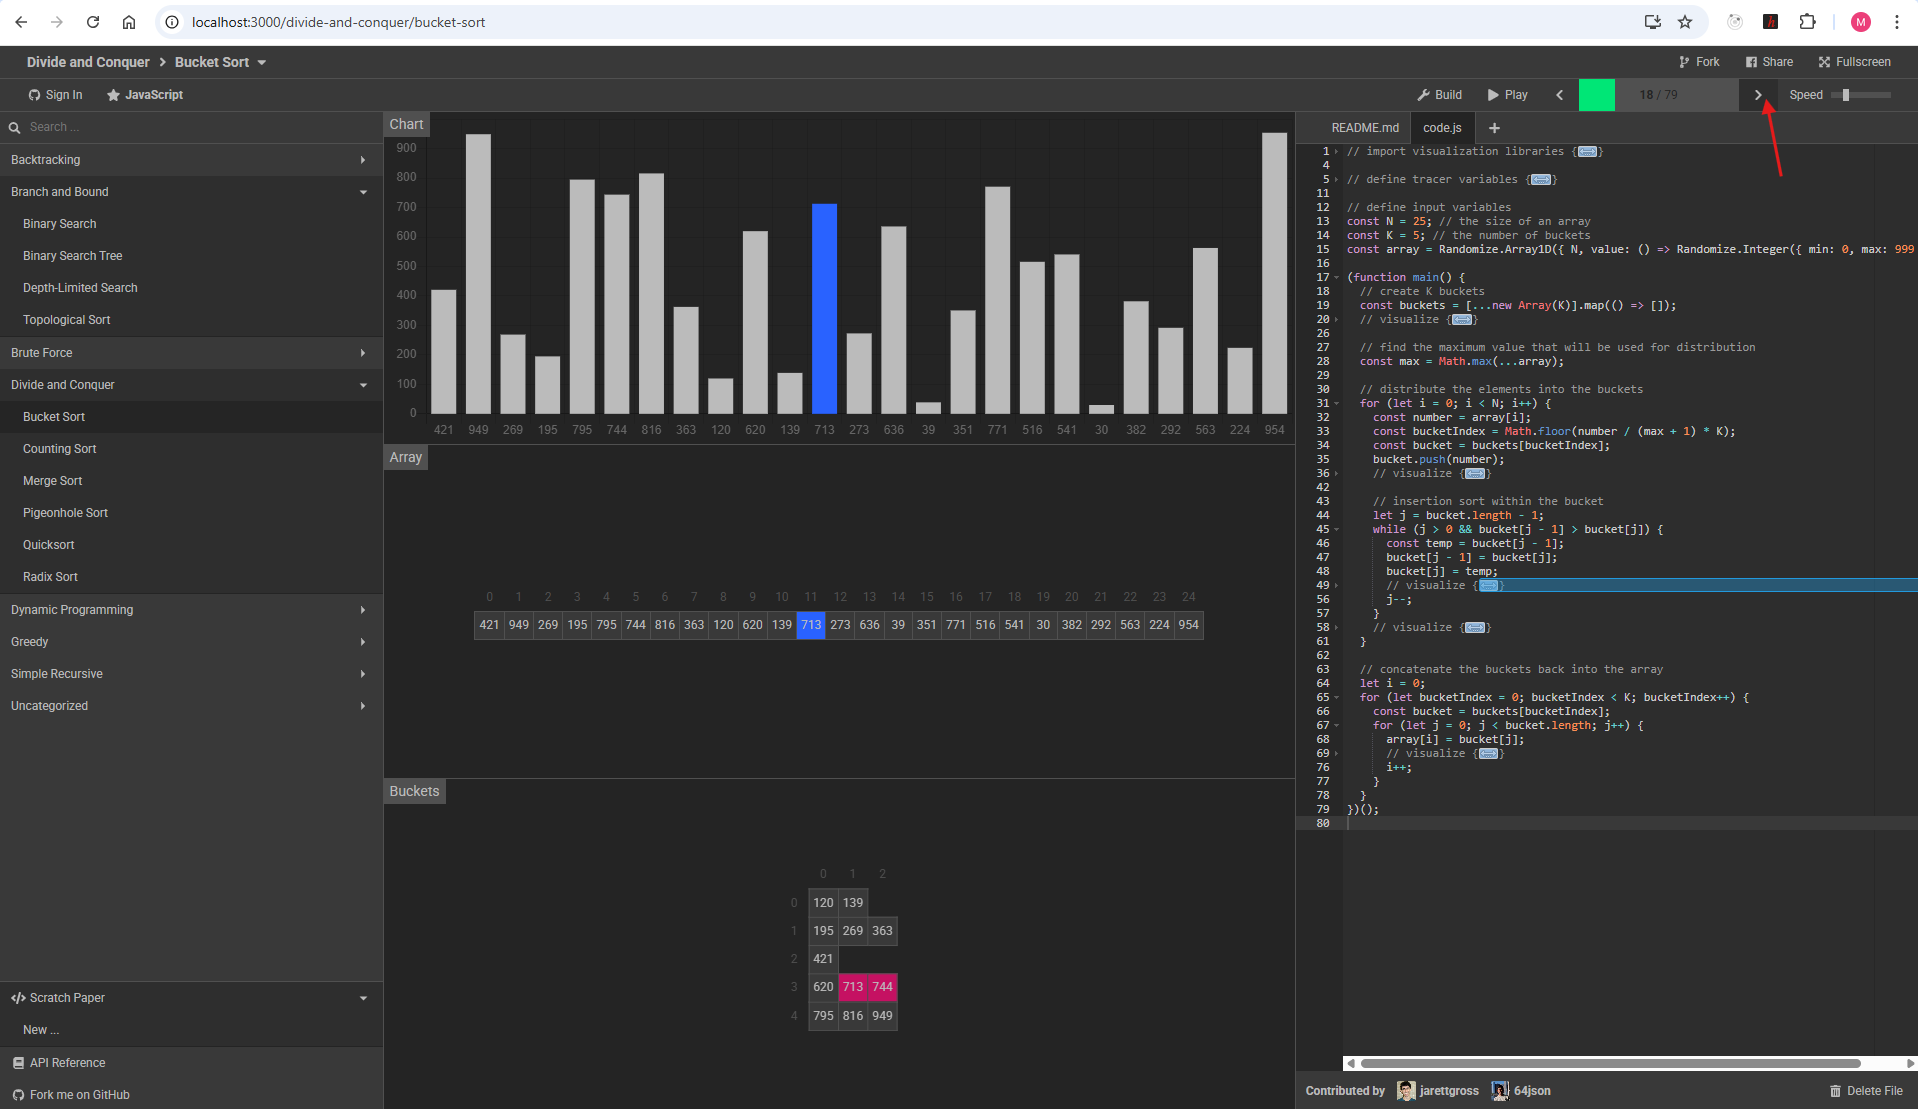 localhost:3000/divide-and-conquer/bucket-sort
M
Divide and Conquer > Bucket Sort
Fork
Share
Fullscreen
Sign In
JavaScript
Build
Play
18 / 79
Speed
Search ...
Backtracking
Branch and Bound
Binary Search
Binary Search Tree
Depth-Limited Search
Topological Sort
Brute Force
Divide and Conquer
Bucket Sort
Counting Sort
Merge Sort
Pigeonhole Sort
Quicksort
Radix Sort
Dynamic Programming
Greedy
Simple Recursive
Uncategorized
Scratch Paper
New ...
API Reference
Fork me on GitHub
Chart
900
800
700
600
500
400
300
200
100
0
421 949 269 195 795 744 816 363 120 620 139 713 273 636 39 351 771 516 541 30 382 292 563 224 954
Array
0 1 2 3 4 5 6 7 8 9 10 11 12 13 14 15 16 17 18 19 20 21 22 23 24
421 949 269 195 795 744 816 363 120 620 139 713 273 636 39 351 771 516 541 30 382 292 563 224 954
Buckets
0 1 2
0 120 139
1 195 269 363
2 421
3 620 713 744
4 795 816 949
README.md
code.js
+
1 // import visualization libraries {}
4
5 // define tracer variables {}
11
12 // define input variables
13 const N = 25; // the size of an array
14 const K = 5; // the number of buckets
15 const array = Randomize.Array1D({ N, value: () => Randomize.Integer({ min: 0, max: 999
16
17 (function main() {
18 // create K buckets
19 const buckets = [...new Array(K)].map(() => []);
20 // visualize {}
26
27 // find the maximum value that will be used for distribution
28 const max = Math.max(...array);
29
30 // distribute the elements into the buckets
31 for (let i = 0; i < N; i++) {
32 const number = array[i];
33 const bucketIndex = Math.floor(number / (max + 1) * K);
34 const bucket = buckets[bucketIndex];
35 bucket.push(number);
36 // visualize {}
42
43 // insertion sort within the bucket
44 let j = bucket.length - 1;
45 while (j > 0 && bucket[j - 1] > bucket[j]) {
46 const temp = bucket[j - 1];
47 bucket[j - 1] = bucket[j];
48 bucket[j] = temp;
49 // visualize {}
56 j--;
57 }
58 // visualize {}
61 }
62
63 // concatenate the buckets back into the array
64 let i = 0;
65 for (let bucketIndex = 0; bucketIndex < K; bucketIndex++) {
66 const bucket = buckets[bucketIndex];
67 for (let j = 0; j < bucket.length; j++) {
68 array[i] = bucket[j];
69 // visualize {}
76 i++;
77 }
78 }
79 })();
80
Contributed by
jarettgross
64json
Delete File